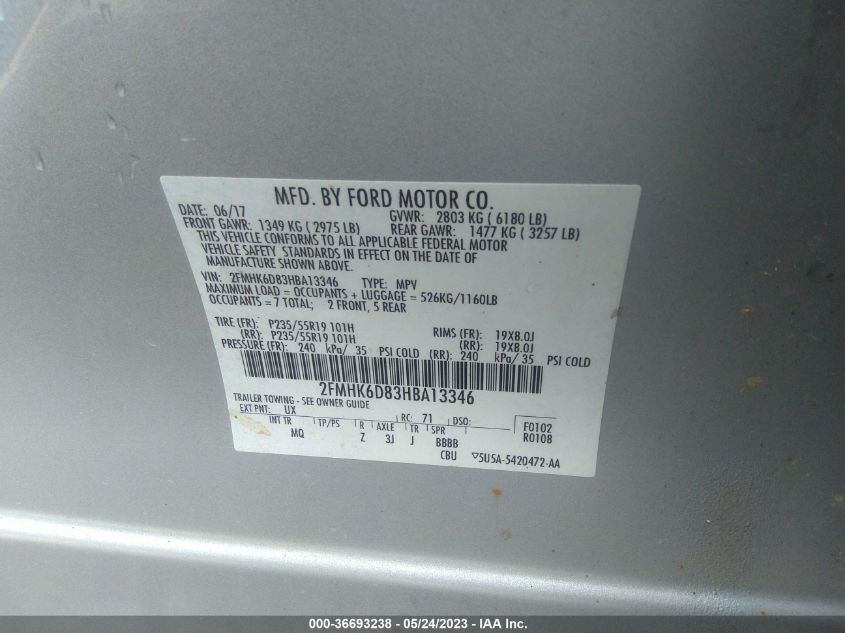 MFD. BY FORD MOTOR CO.
DATE: 06/17 GVWR: 2803 KG ( 6180 LB)
FRONT GAWR: 1349 KG ( 2975 LB) REAR GAWR: 1477 KG ( 3257 LB)
THIS VEHICLE CONFORMS TO ALL APPLICABLE FEDERAL MOTOR
VEHICLE SAFETY STANDARDS IN EFFECT ON THE DATE OF
MANUFACTURE SHOWN ABOVE.
VIN: 2FMHK6D83HBA13346 TYPE: MPV
MAXIMUM LOAD = OCCUPANTS + LUGGAGE = 526KG/1160LB
OCCUPANTS = 7 TOTAL; 2 FRONT, 5 REAR
TIRE (FR): P235/55R19 101H RIMS (FR): 19X8.0J
(RR): P235/55R19 101H (RR): 19X8.0J
PRESSURE (FR): 240 kPa/ 35 PSI COLD (RR): 240 kPa/ 35 PSI COLD
2FMHK6D83HBA13346
TRAILER TOWING - SEE OWNER GUIDE
EXT PNT: UX RC: 71 DSO: F0102
INT TR TP/PS R AXLE TR SPR R0108
MQ Z 3J J BBBB
CBU ▽5U5A-5420472-AA
000-36693238 - 05/24/2023 - IAA Inc.